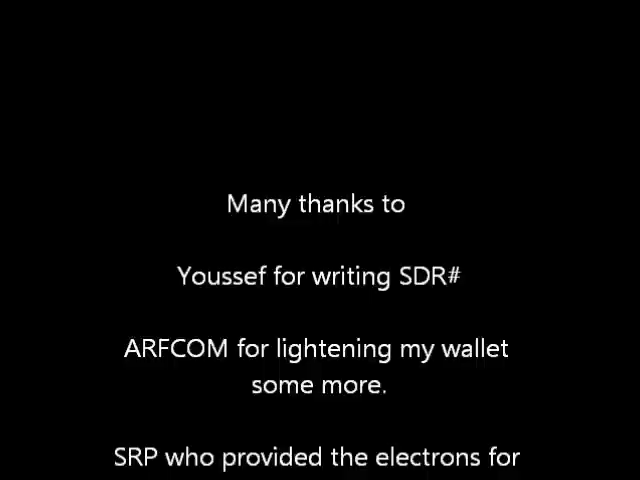 Many thanks to
Youssef for writing SDR#
ARFCOM for lightening my wallet
some more.
SRP who provided the electrons for